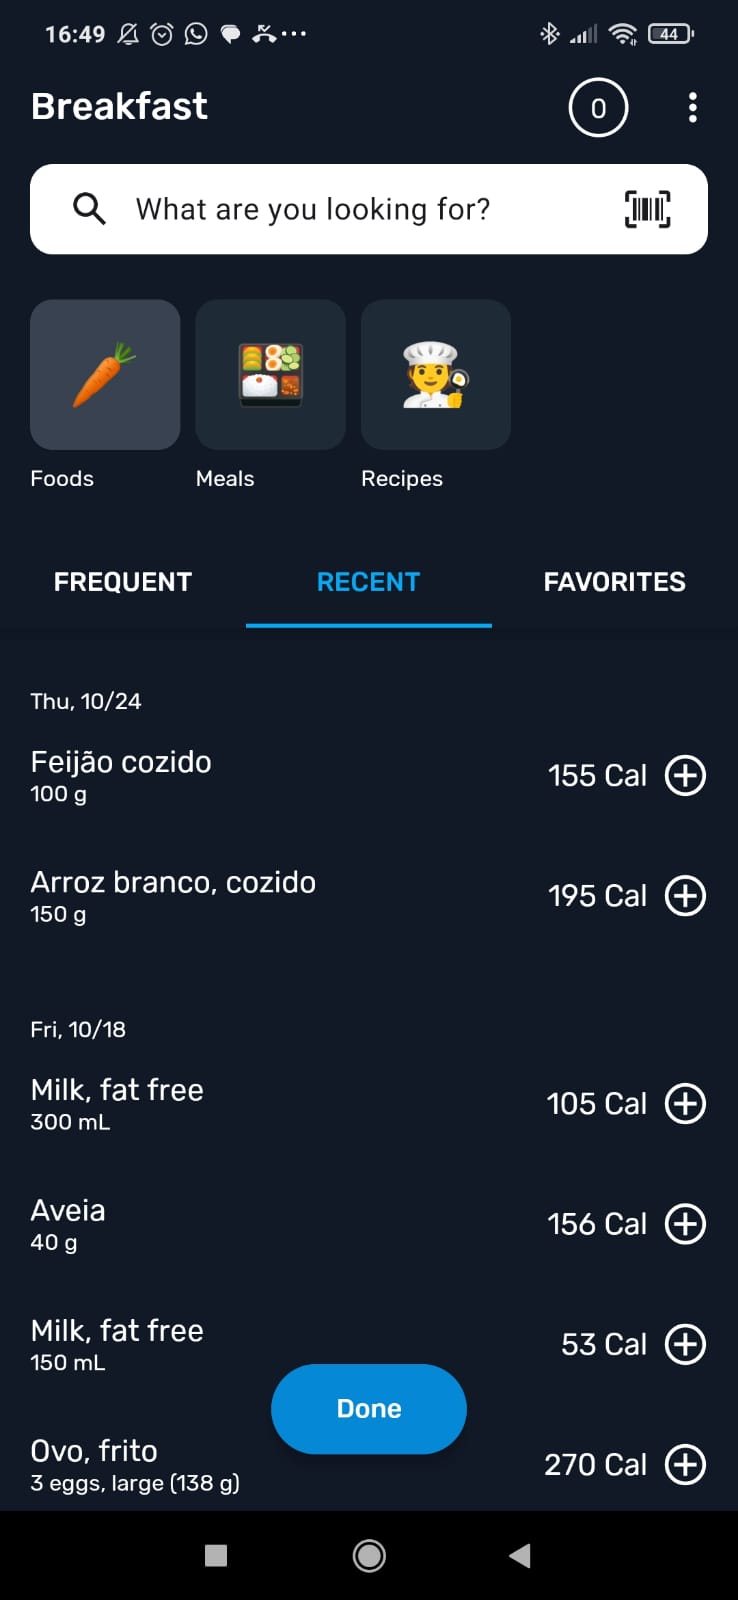 16:49
44
Breakfast
0
What are you looking for?
Foods
Meals
Recipes
FREQUENT
RECENT
FAVORITES
Thu, 10/24
Feijão cozido
100 g
155 Cal
Arroz branco, cozido
150 g
195 Cal
Fri, 10/18
Milk, fat free
300 mL
105 Cal
Aveia
40 g
156 Cal
Milk, fat free
150 mL
53 Cal
Done
Ovo, frito
3 eggs, large (138 g)
270 Cal